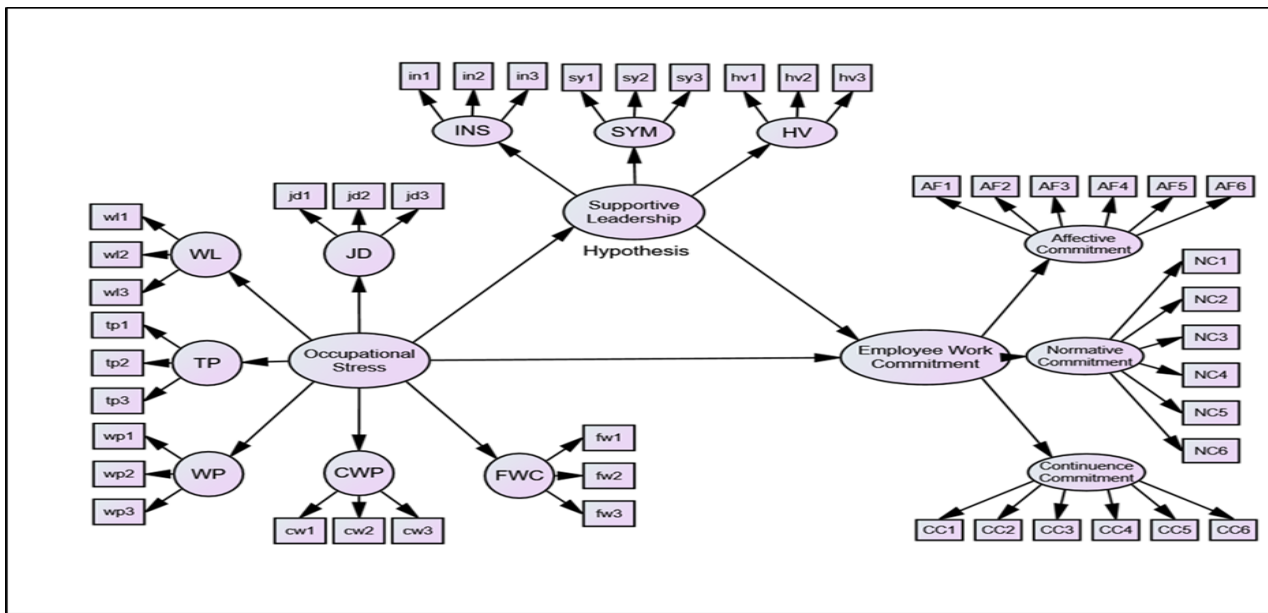 in1
in2
in3
sy1
sy2
sy3
hv1
hv2
hv3
INS
SYM
HV
jd1
jd2
jd3
AF1
AF2
AF3
AF4
AF5
AF6
Supportive
Leadership
Hypothesis
wl1
wl2
wl3
WL
JD
Affective
Commitment
NC1
NC2
NC3
NC4
NC5
NC6
tp1
tp2
tp3
TP
Occupational
Stress
Employee Work
Commitment
Normative
Commitment
wp1
wp2
wp3
WP
CWP
FWC
fw1
fw2
fw3
Continuence
Commitment
cw1
cw2
cw3
CC1
CC2
CC3
CC4
CC5
CC6